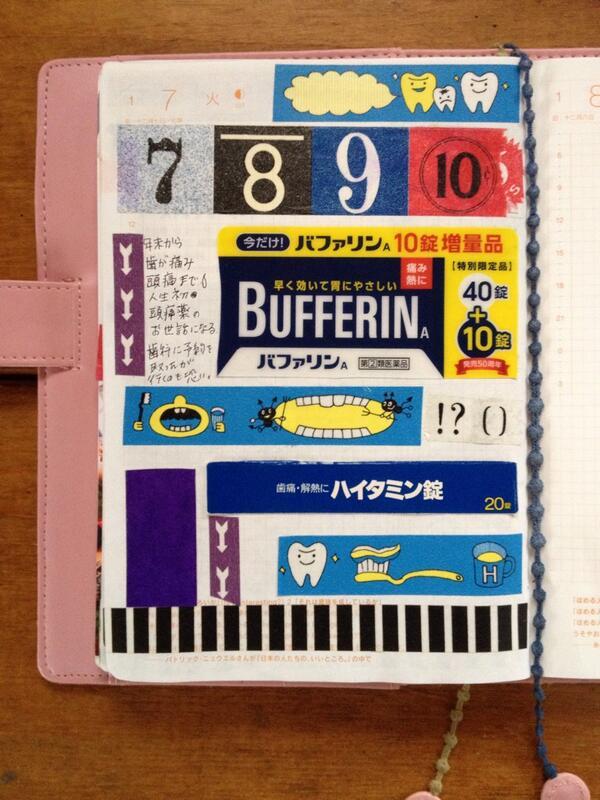 1 7 火
7 8 9 10
年末から
歯が痛み
頭痛まで
人生初の
頭痛薬の
お世話になる
歯科に予約を
取ったが
行くのも恐い。
今だけ! バファリンA 10錠増量品
早く効いて胃にやさしい
痛み
熱に
【特別限定品】
40錠
+
10錠
発売50周年
BUFFERIN A
バファリンA 指定第②類医薬品
!? ()
歯痛・解熱に ハイタミン錠
20錠
H
パトリック・ニュウエルさんが『日本の人たちの、いいところ。』の中で